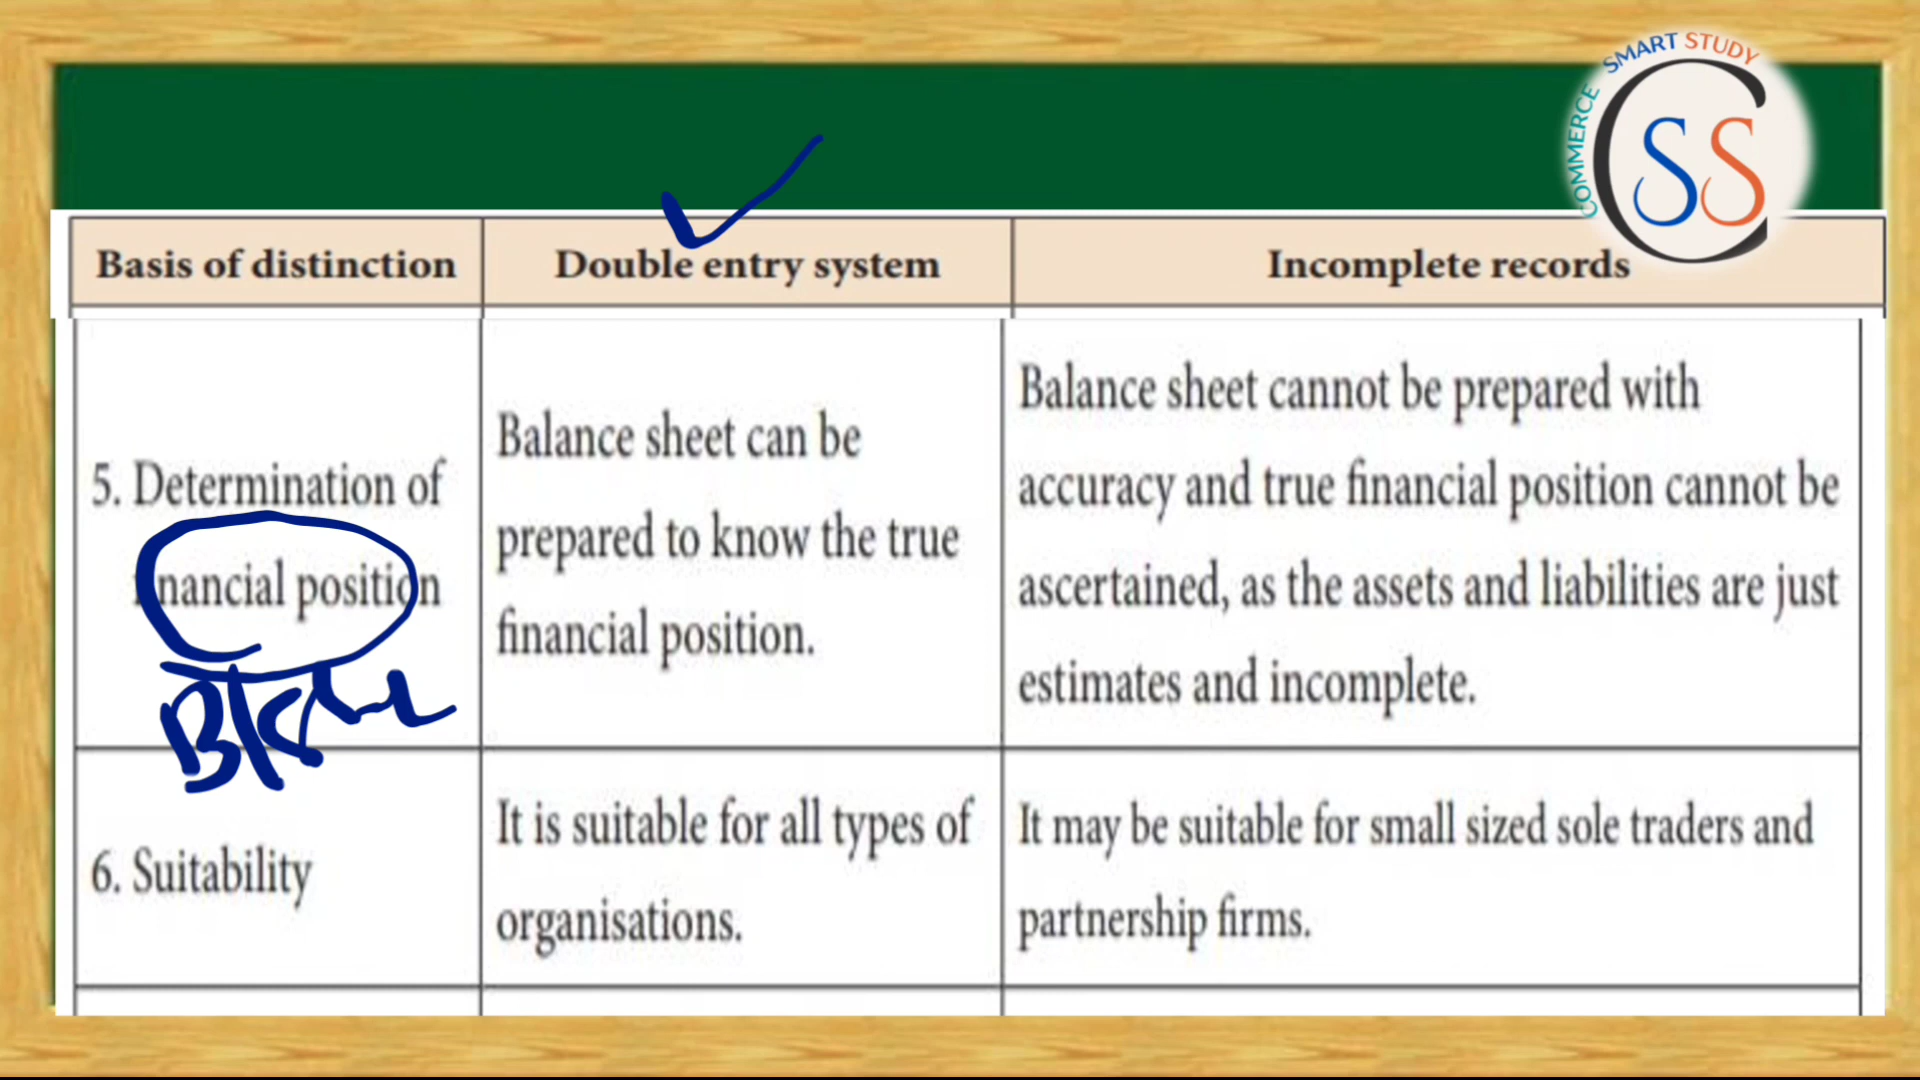 COMMERCE SMART STUDY
CSS
Basis of distinction
Double entry system
Incomplete records
5. Determination of
financial position
Balance sheet can be
prepared to know the true
financial position.
Balance sheet cannot be prepared with
accuracy and true financial position cannot be
ascertained, as the assets and liabilities are just
estimates and incomplete.
6. Suitability
It is suitable for all types of
organisations.
It may be suitable for small sized sole traders and
partnership firms.